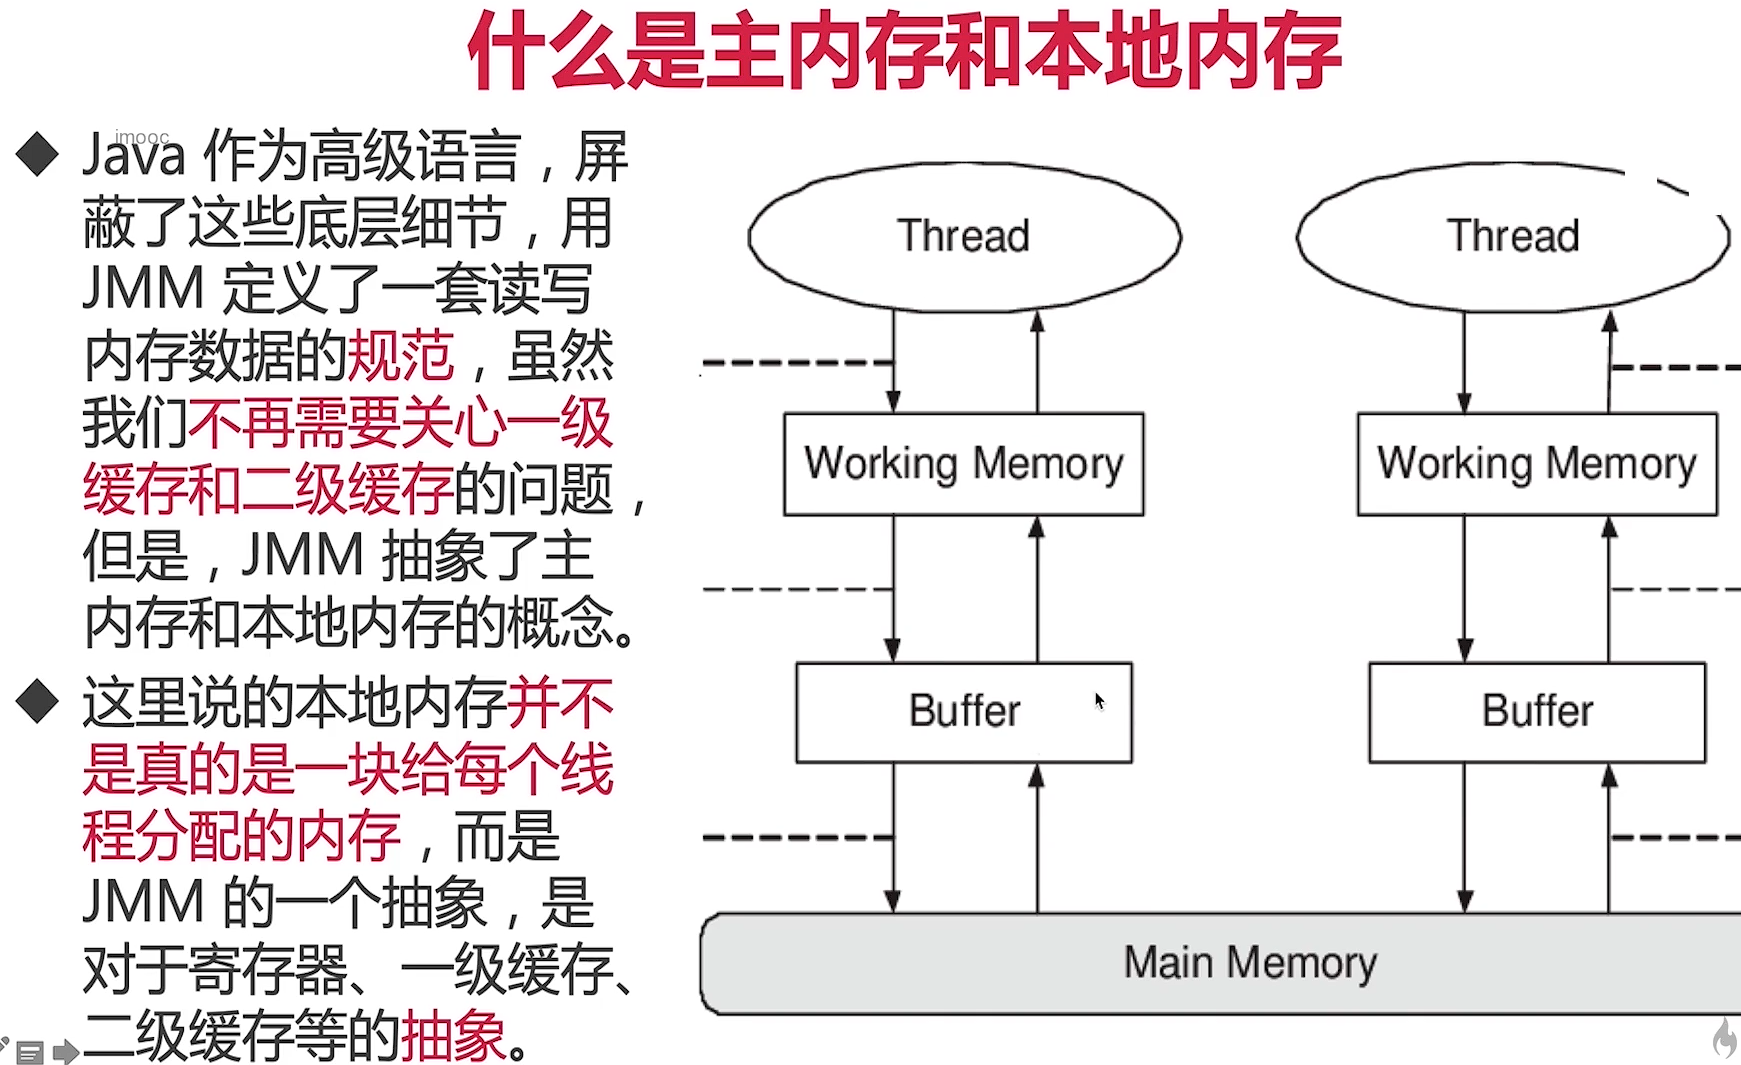 什么是主内存和本地内存
imooc
Java 作为高级语言，屏
蔽了这些底层细节，用
JMM 定义了一套读写
内存数据的规范，虽然
我们不再需要关心一级
缓存和二级缓存的问题，
但是，JMM 抽象了主
内存和本地内存的概念。
这里说的本地内存并不
是真的是一块给每个线
程分配的内存，而是
JMM 的一个抽象，是
对于寄存器、一级缓存、
二级缓存等的抽象。
Thread
Thread
Working Memory
Working Memory
Buffer
Buffer
Main Memory